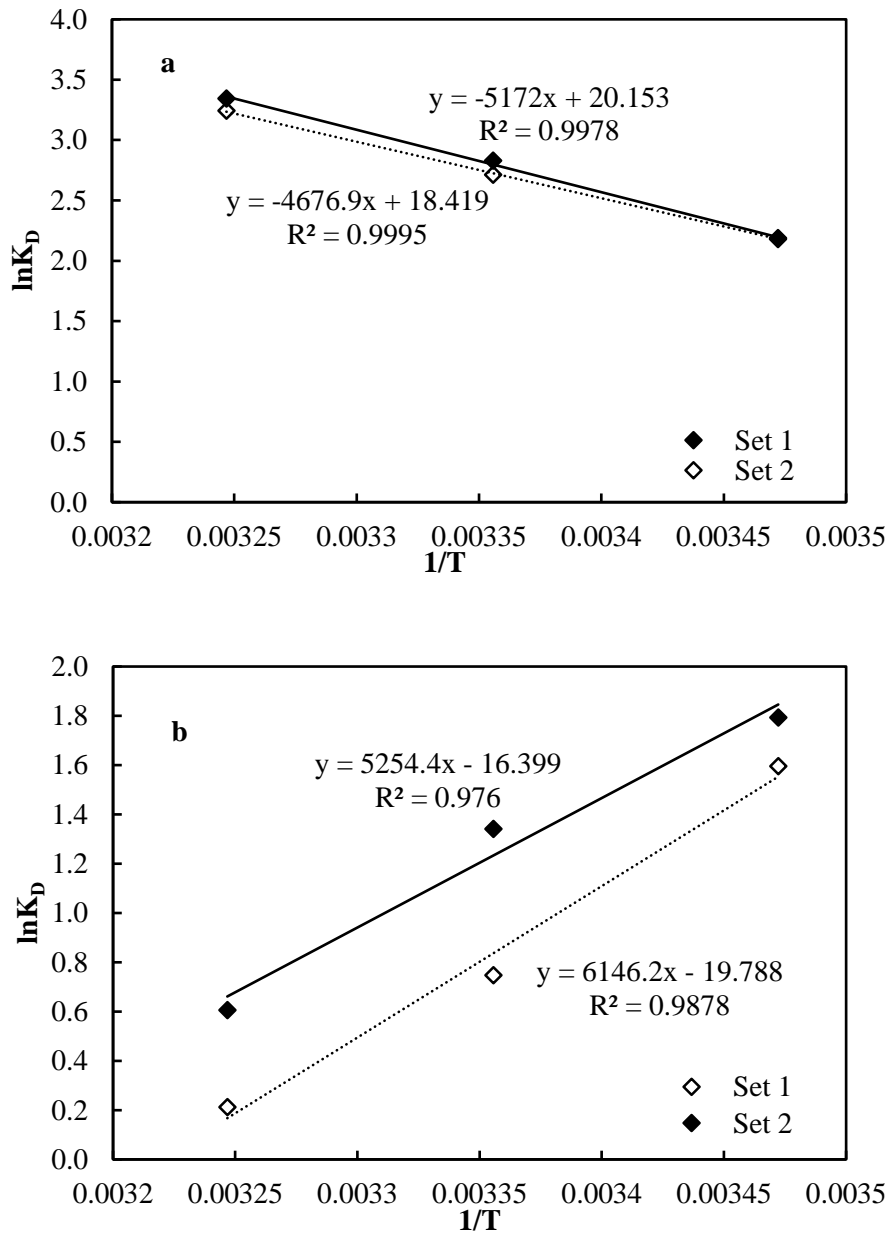 4.0
3.5
3.0
2.5
2.0
1.5
1.0
0.5
0.0
a
y = -5172x + 20.153
R² = 0.9978
y = -4676.9x + 18.419
R² = 0.9995
lnK_D
Set 1
Set 2
0.0032 0.00325 0.0033 0.00335 0.0034 0.00345 0.0035
1/T
2.0
1.8
1.6
1.4
1.2
1.0
0.8
0.6
0.4
0.2
0.0
b
y = 5254.4x - 16.399
R² = 0.976
lnK_D
y = 6146.2x - 19.788
R² = 0.9878
Set 1
Set 2
0.0032 0.00325 0.0033 0.00335 0.0034 0.00345 0.0035
1/T